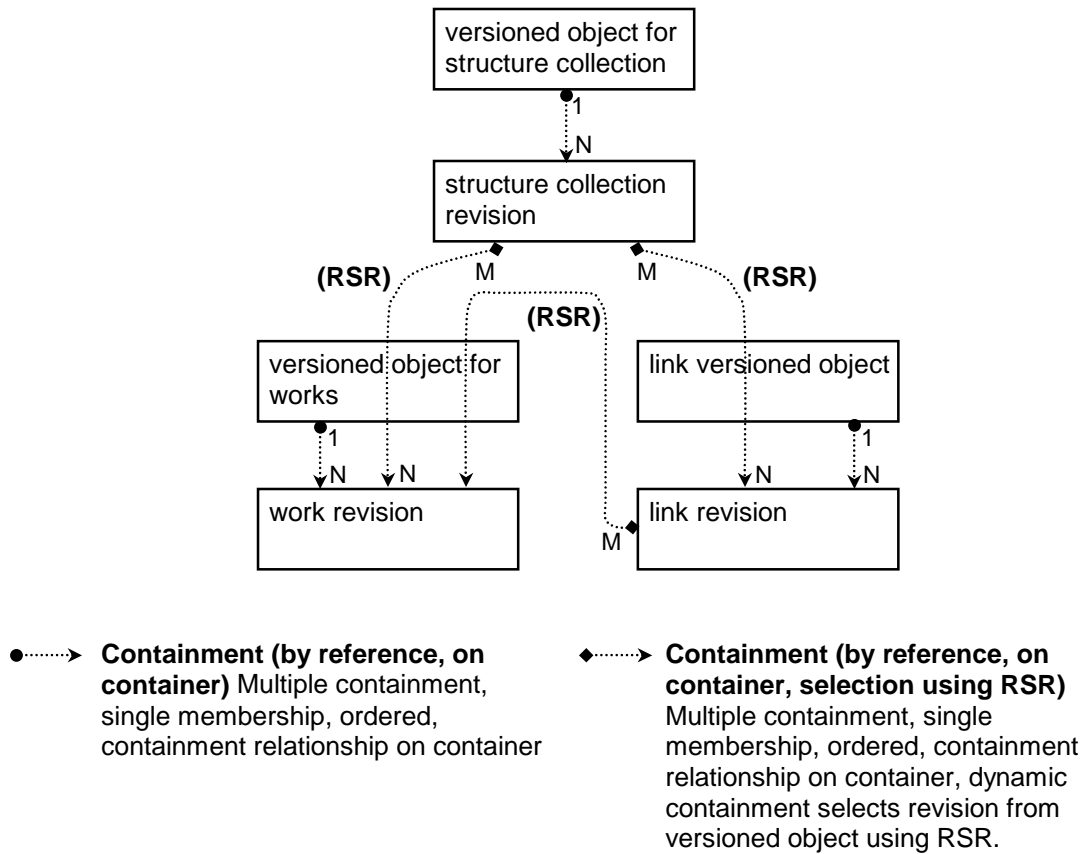 versioned object for
structure collection
1
N
structure collection
revision
M
M
(RSR)
(RSR)
(RSR)
versioned object for
works
link versioned object
1
1
N
N
N
N
work revision
link revision
M
Containment (by reference, on
container) Multiple containment,
single membership, ordered,
containment relationship on container
Containment (by reference, on
container, selection using RSR)
Multiple containment, single
membership, ordered, containment
relationship on container, dynamic
containment selects revision from
versioned object using RSR.